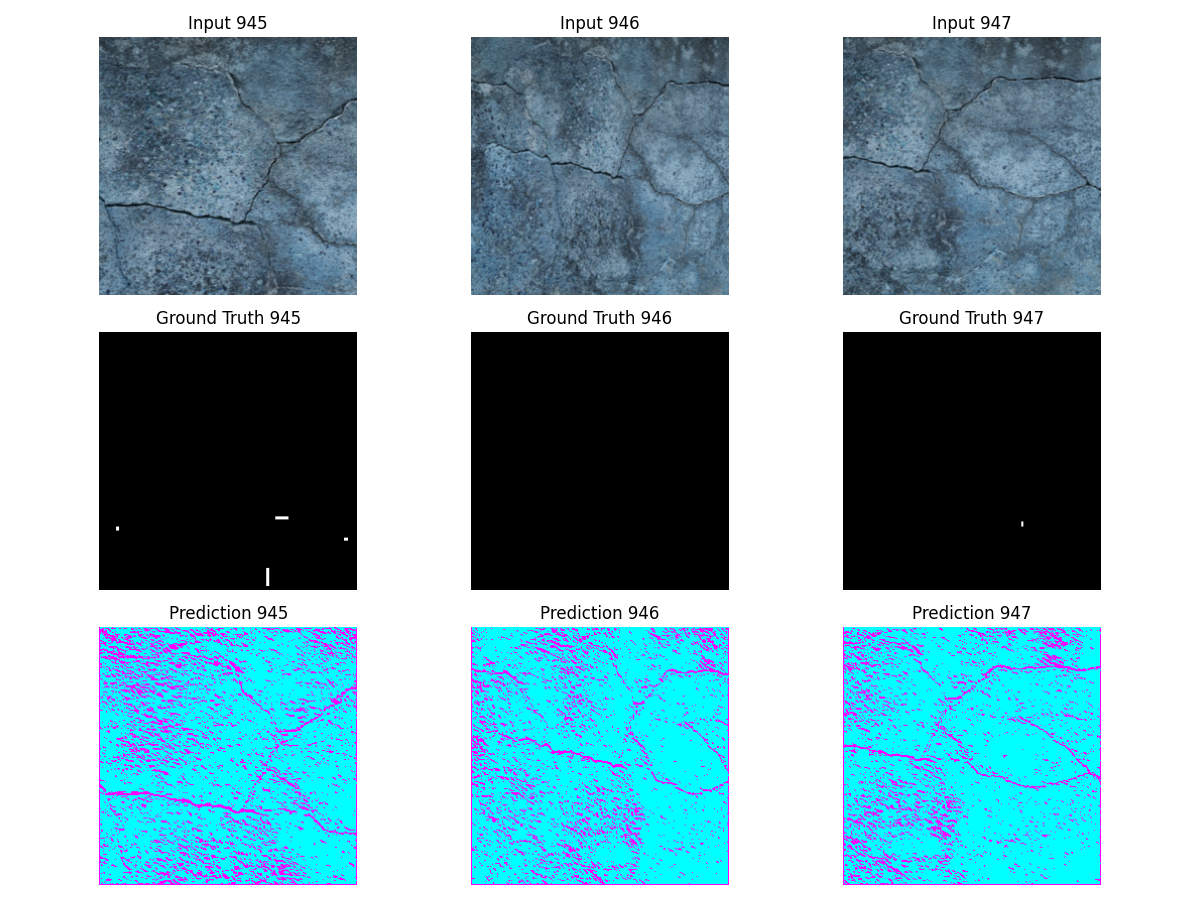 Input 945
Input 946
Input 947
Ground Truth 945
Ground Truth 946
Ground Truth 947
Prediction 945
Prediction 946
Prediction 947